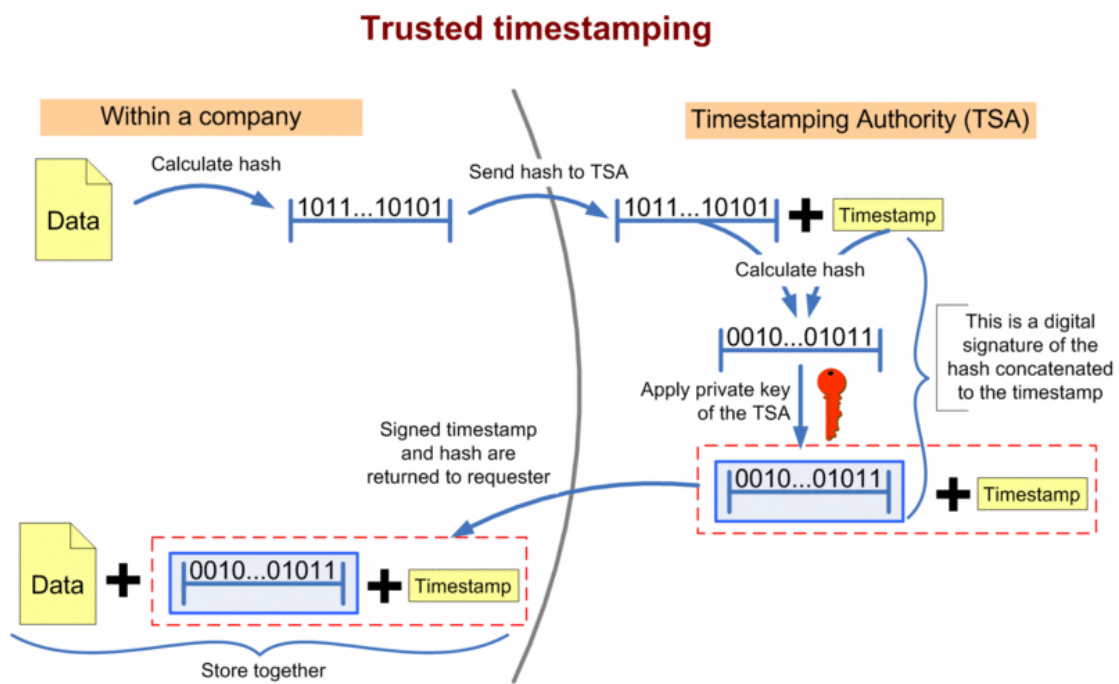 Trusted timestamping
Within a company
Timestamping Authority (TSA)
Data
Calculate hash
1011...10101
Send hash to TSA
1011...10101
Timestamp
Calculate hash
0010...01011
This is a digital
signature of the
hash concatenated
to the timestamp
Apply private key
of the TSA
Signed timestamp
and hash are
returned to requester
0010...01011
Timestamp
Data
0010...01011
Timestamp
Store together